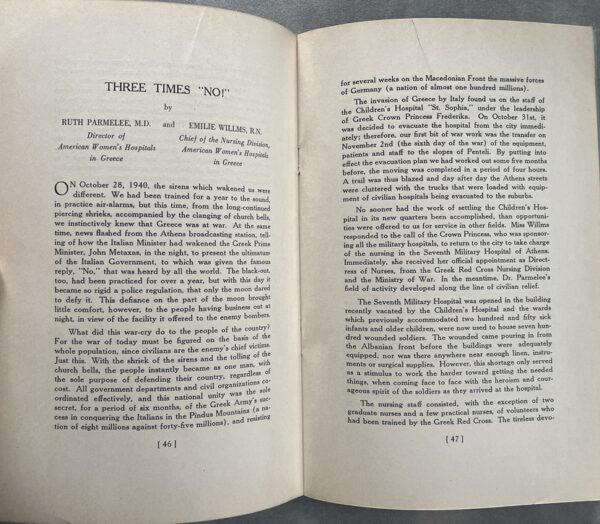 THREE TIMES "NO!"
by
RUTH PARMELEE, M.D. and EMILIE WILLMS, R.N.
Director of Chief of the Nursing Division,
American Women's Hospitals American Women's Hospitals
in Greece in Greece
ON October 28, 1940, the sirens which wakened us were
different. We had been trained for a year to the sound,
in practice air-alarms, but this time, from the long-continued
piercing shrieks, accompanied by the clanging of church bells,
we instinctively knew that Greece was at war. At the same
time, news flashed from the Athens broadcasting station, tell-
ing of how the Italian Minister had wakened the Greek Prime
Minister, John Metaxas, in the night, to present the ultimatum
of the Italian Government, to which was given the famous
reply, "No," that was heard by all the world. The black-out,
too, had been practiced for over a year, but with this day it
became so rigid a police regulation, that only the moon dared
to defy it. This defiance on the part of the moon brought
little comfort, however, to the people having business out at
night, in view of the facility it offered to the enemy bombers.
What did this war-cry do to the people of the country?
For the war of today must be figured on the basis of the
whole population, since civilians are the enemy's chief victims.
Just this. With the shriek of the sirens and the tolling of the
church bells, the people instantly became as one man, with
the sole purpose of defending their country, regardless of
cost. All government departments and civil organizations co-
ordinated effectively, and this national unity was the sole
secret, for a period of six months, of the Greek Army's suc-
cess in conquering the Italians in the Pindus Mountains (a na-
tion of eight millions against forty-five millions), and resisting
[ 46 ]
for several weeks on the Macedonian Front the massive forces
of Germany (a nation of almost one hundred millions).
The invasion of Greece by Italy found us on the staff of
the Children's Hospital "St. Sophia," under the leadership
of Greek Crown Princess Frederika. On October 31st, it
was decided to evacuate the hospital from the city immedi-
ately; therefore, our first bit of war work was the transfer on
November 2nd (the sixth day of the war) of the equipment,
patients and staff to the slopes of Penteli. By putting into
effect the evacuation plan we had worked out some five months
before, the moving was completed in a period of four hours.
A trail was thus blazed and day after day the Athens streets
were cluttered with the trucks that were loaded with equip-
ment of civilian hospitals being evacuated to the suburbs.
No sooner had the work of settling the Children's Hos-
pital in its new quarters been accomplished, than opportuni-
ties were offered to us for service in other fields. Miss Willms
responded to the call of the Crown Princess, who was sponsor-
ing all the military hospitals, to return to the city to take charge
of the nursing in the Seventh Military Hospital of Athens.
Immediately, she received her official appointment as Direct-
ress of Nurses, from the Greek Red Cross Nursing Division
and the Ministry of War. In the meantime, Dr. Parmelee's
field of activity developed along the line of civilian relief.
The Seventh Military Hospital was opened in the building
recently vacated by the Children's Hospital and the wards
which previously accommodated two hundred and fifty sick
infants and older children, were now used to house seven hun-
dred wounded soldiers. The wounded came pouring in from
the Albanian front before the buildings were adequately
equipped, nor was there anywhere near enough linen, instru-
ments or surgical supplies. However, this shortage only served
as a stimulus to work the harder toward getting the needed
things, when coming face to face with the heroism and cour-
ageous spirit of the soldiers as they arrived at the hospital.
The nursing staff consisted, with the exception of two
graduate nurses and a few practical nurses, of volunteers who
had been trained by the Greek Red Cross. The tireless devo-
[ 47 ]